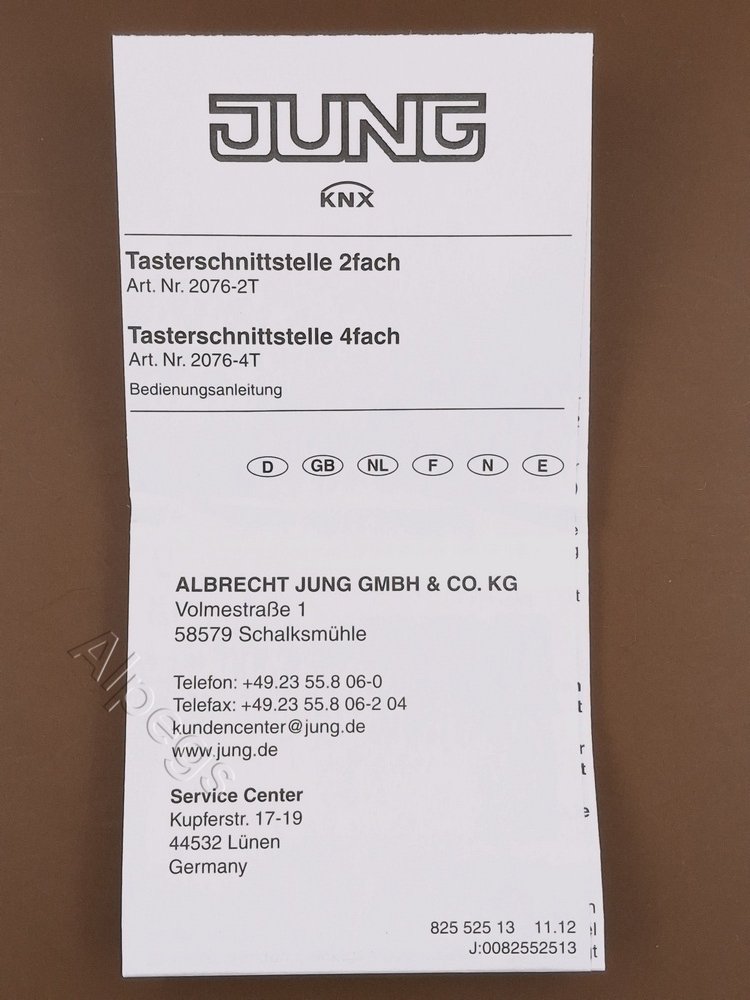 JUNG
KNX
Tasterschnittstelle 2fach
Art. Nr. 2076-2T
Tasterschnittstelle 4fach
Art. Nr. 2076-4T
Bedienungsanleitung
D GB NL F N E
ALBRECHT JUNG GMBH & CO. KG
Volmestraße 1
58579 Schalksmühle
Telefon: +49.23 55.8 06-0
Telefax: +49.23 55.8 06-2 04
kundencenter@jung.de
www.jung.de
Service Center
Kupferstr. 17-19
44532 Lünen
Germany
825 525 13 11.12
J:0082552513
Alpegs